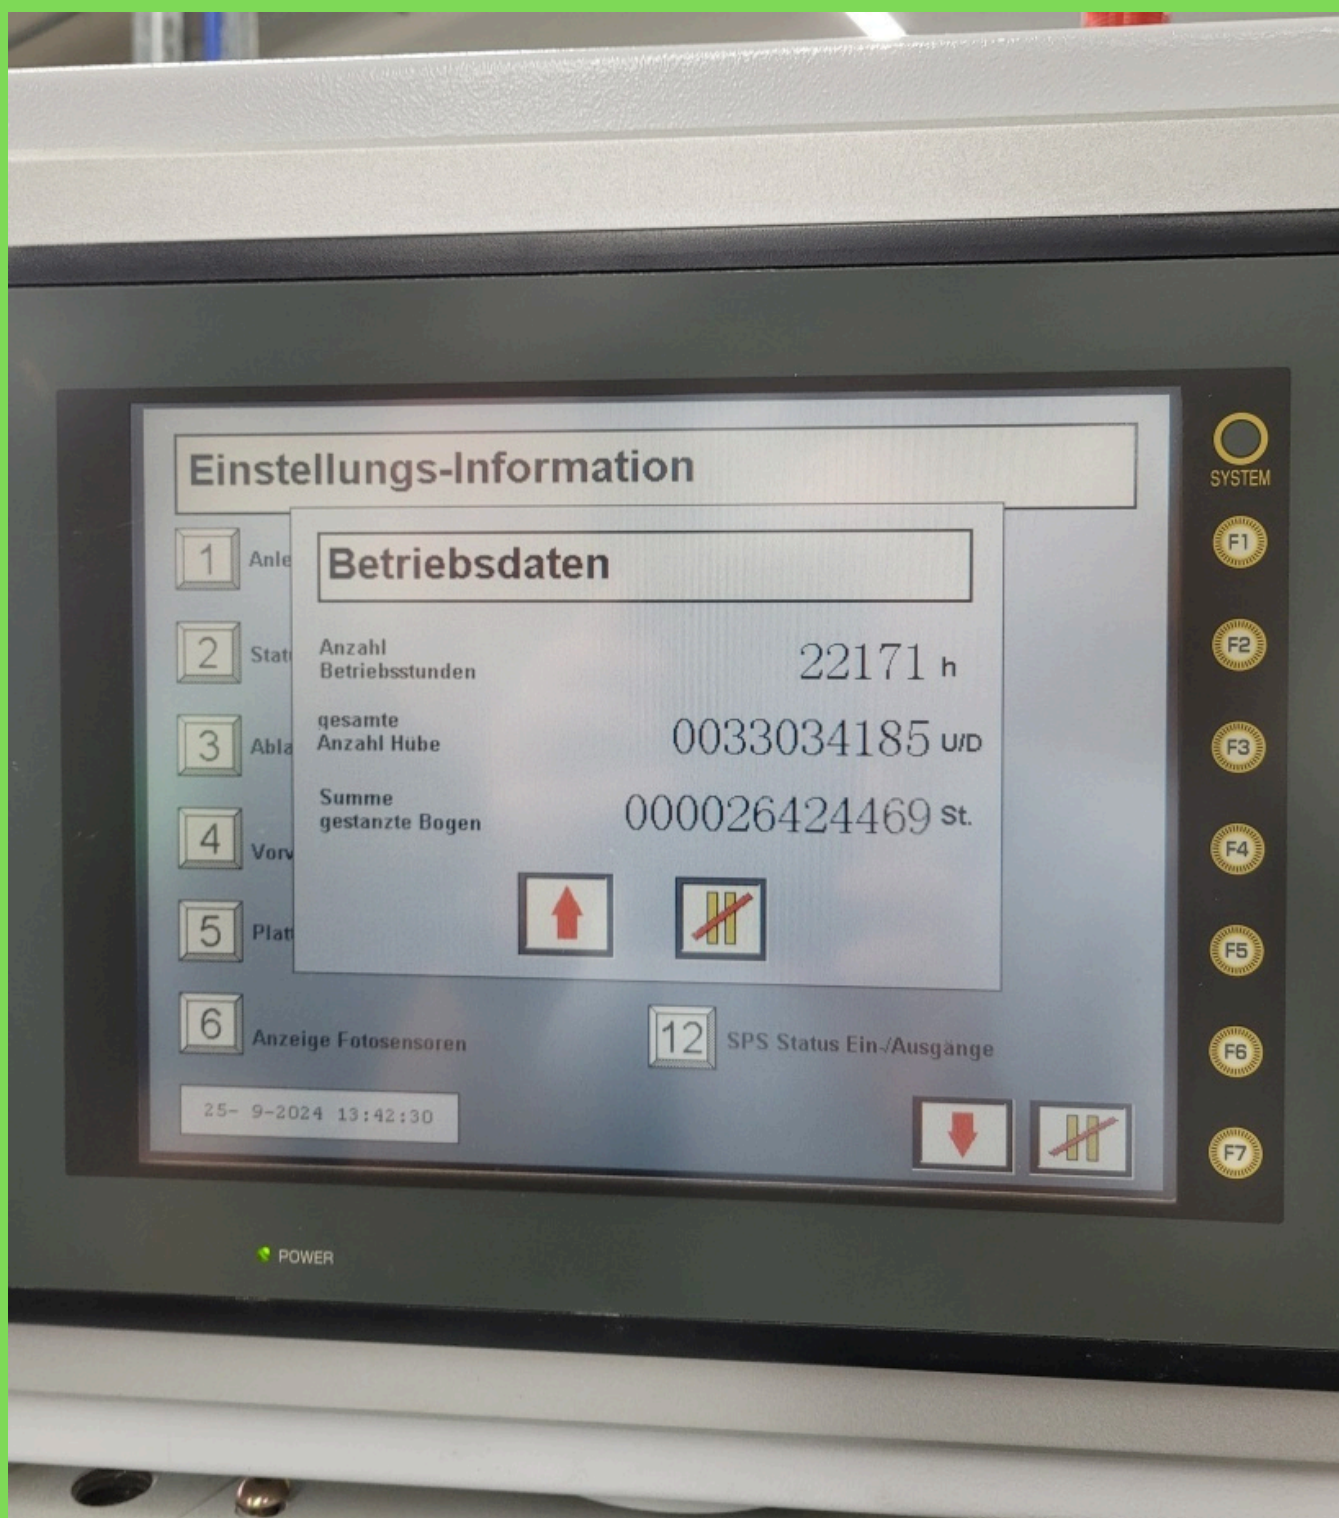 Einstellungs-Information
SYSTEM
Betriebsdaten
1 Anle
F1
2 Stat
Anzahl
Betriebsstunden
22171 h
F2
3 Abla
gesamte
Anzahl Hübe
0033034185 U/D
F3
4 Vorv
Summe
gestanzte Bogen
000026424469 St.
F4
5 Platt
F5
6 Anzeige Fotosensoren
12 SPS Status Ein-/Ausgänge
F6
25- 9-2024 13:42:30
F7
POWER